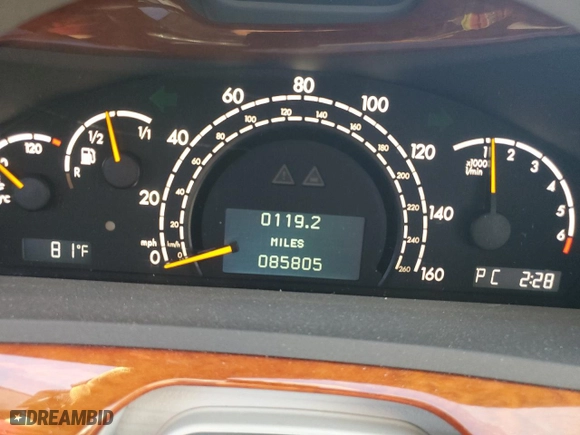 80
60 100
120 140
100 160
1/2 1/1
40 120
80 180
120
x1000
l/min
1 2
3
4
5
6
R
60 200
20 140
40 220
20 240
mph km/h
0 0
260 160
0119.2
MILES
085805
81°F
P C 2:28
DREAMBID